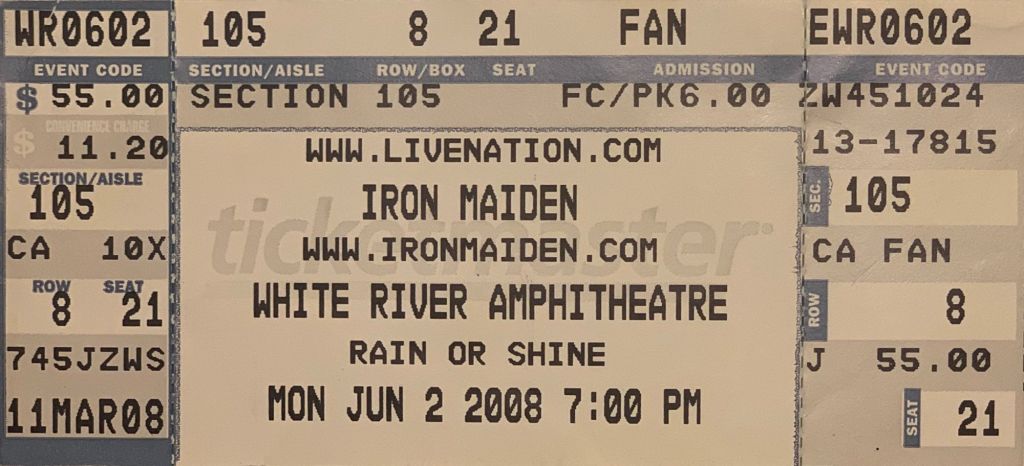 WR0602 105 8 21 FAN EWR0602
EVENT CODE SECTION/AISLE ROW/BOX SEAT ADMISSION EVENT CODE
$ 55.00 SECTION 105 FC/PK6.00 ZW451024
CONVENIENCE CHARGE
$ 11.20 WWW.LIVENATION.COM 13-17815
SECTION/AISLE
105 IRON MAIDEN SEC. 105
ticketmaster
CA 10X WWW.IRONMAIDEN.COM CA FAN
ROW SEAT
8 21 WHITE RIVER AMPHITHEATRE ROW 8
745JZWS RAIN OR SHINE J 55.00
11MAR08 MON JUN 2 2008 7:00 PM SEAT 21